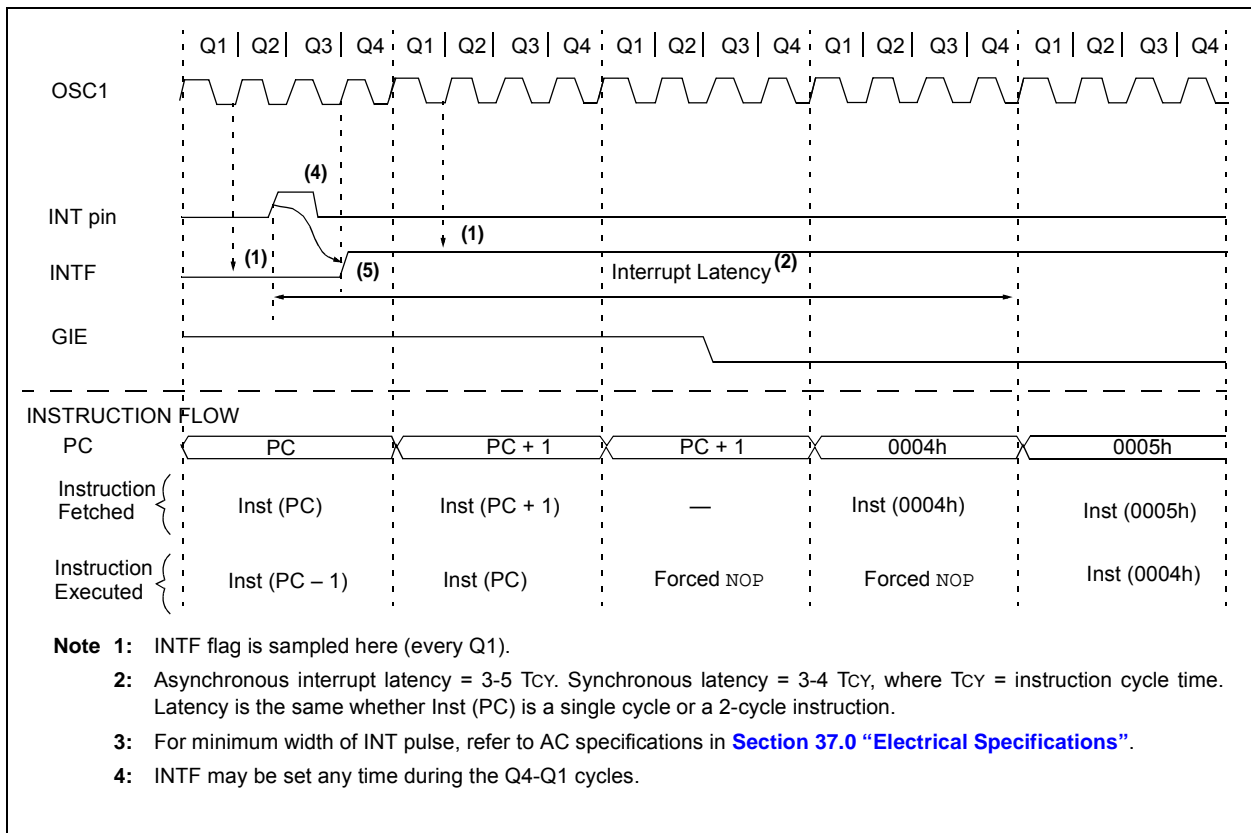 Q1 Q2 Q3 Q4 Q1 Q2 Q3 Q4 Q1 Q2 Q3 Q4 Q1 Q2 Q3 Q4 Q1 Q2 Q3 Q4
OSC1
(4)
INT pin
(1)
(1)
INTF
(5)
Interrupt Latency (2)
GIE
INSTRUCTION FLOW
PC PC PC + 1 PC + 1 0004h 0005h
Instruction
Fetched
Inst (PC) Inst (PC + 1) — Inst (0004h) Inst (0005h)
Instruction
Executed
Inst (PC – 1) Inst (PC) Forced NOP Forced NOP Inst (0004h)
Note 1: INTF flag is sampled here (every Q1).
2: Asynchronous interrupt latency = 3-5 TCY. Synchronous latency = 3-4 TCY, where TCY = instruction cycle time.
Latency is the same whether Inst (PC) is a single cycle or a 2-cycle instruction.
3: For minimum width of INT pulse, refer to AC specifications in Section 37.0 “Electrical Specifications”.
4: INTF may be set any time during the Q4-Q1 cycles.